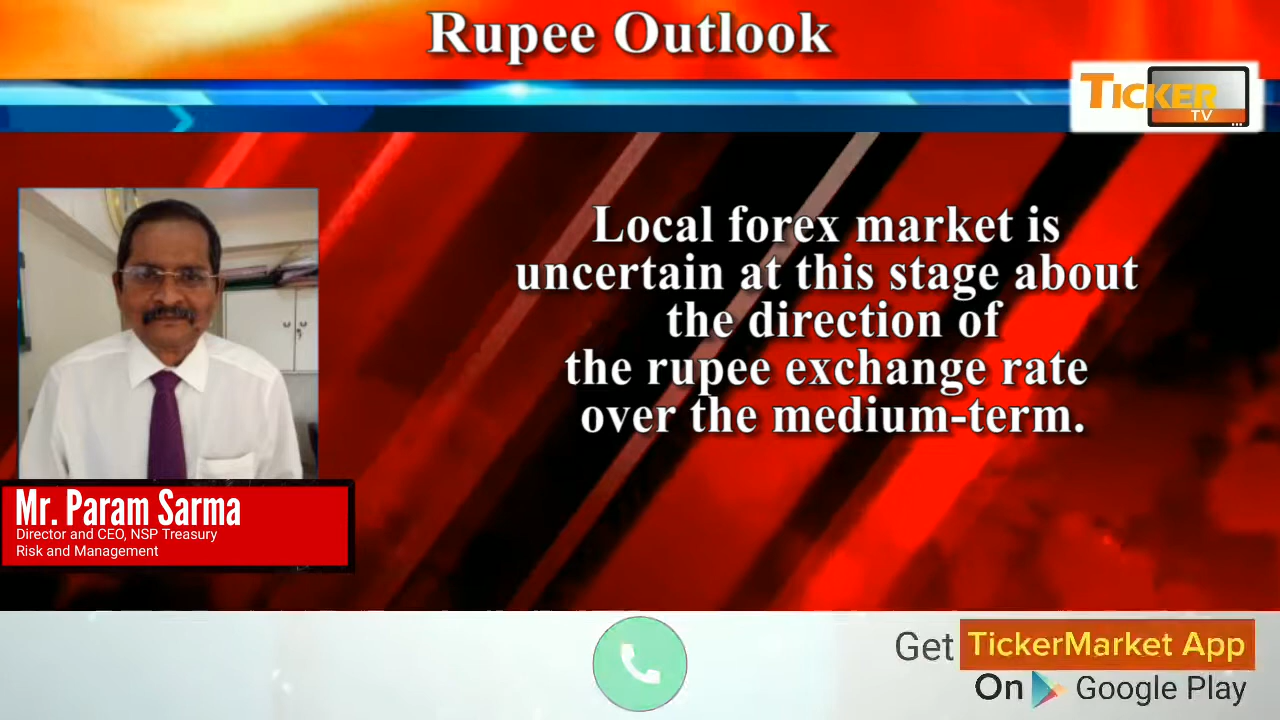 Rupee Outlook
TICKER
TV
...
Local forex market is
uncertain at this stage about
the direction of
the rupee exchange rate
over the medium-term.
Mr. Param Sarma
Director and CEO, NSP Treasury
Risk and Management
Get TickerMarket App
On Google Play